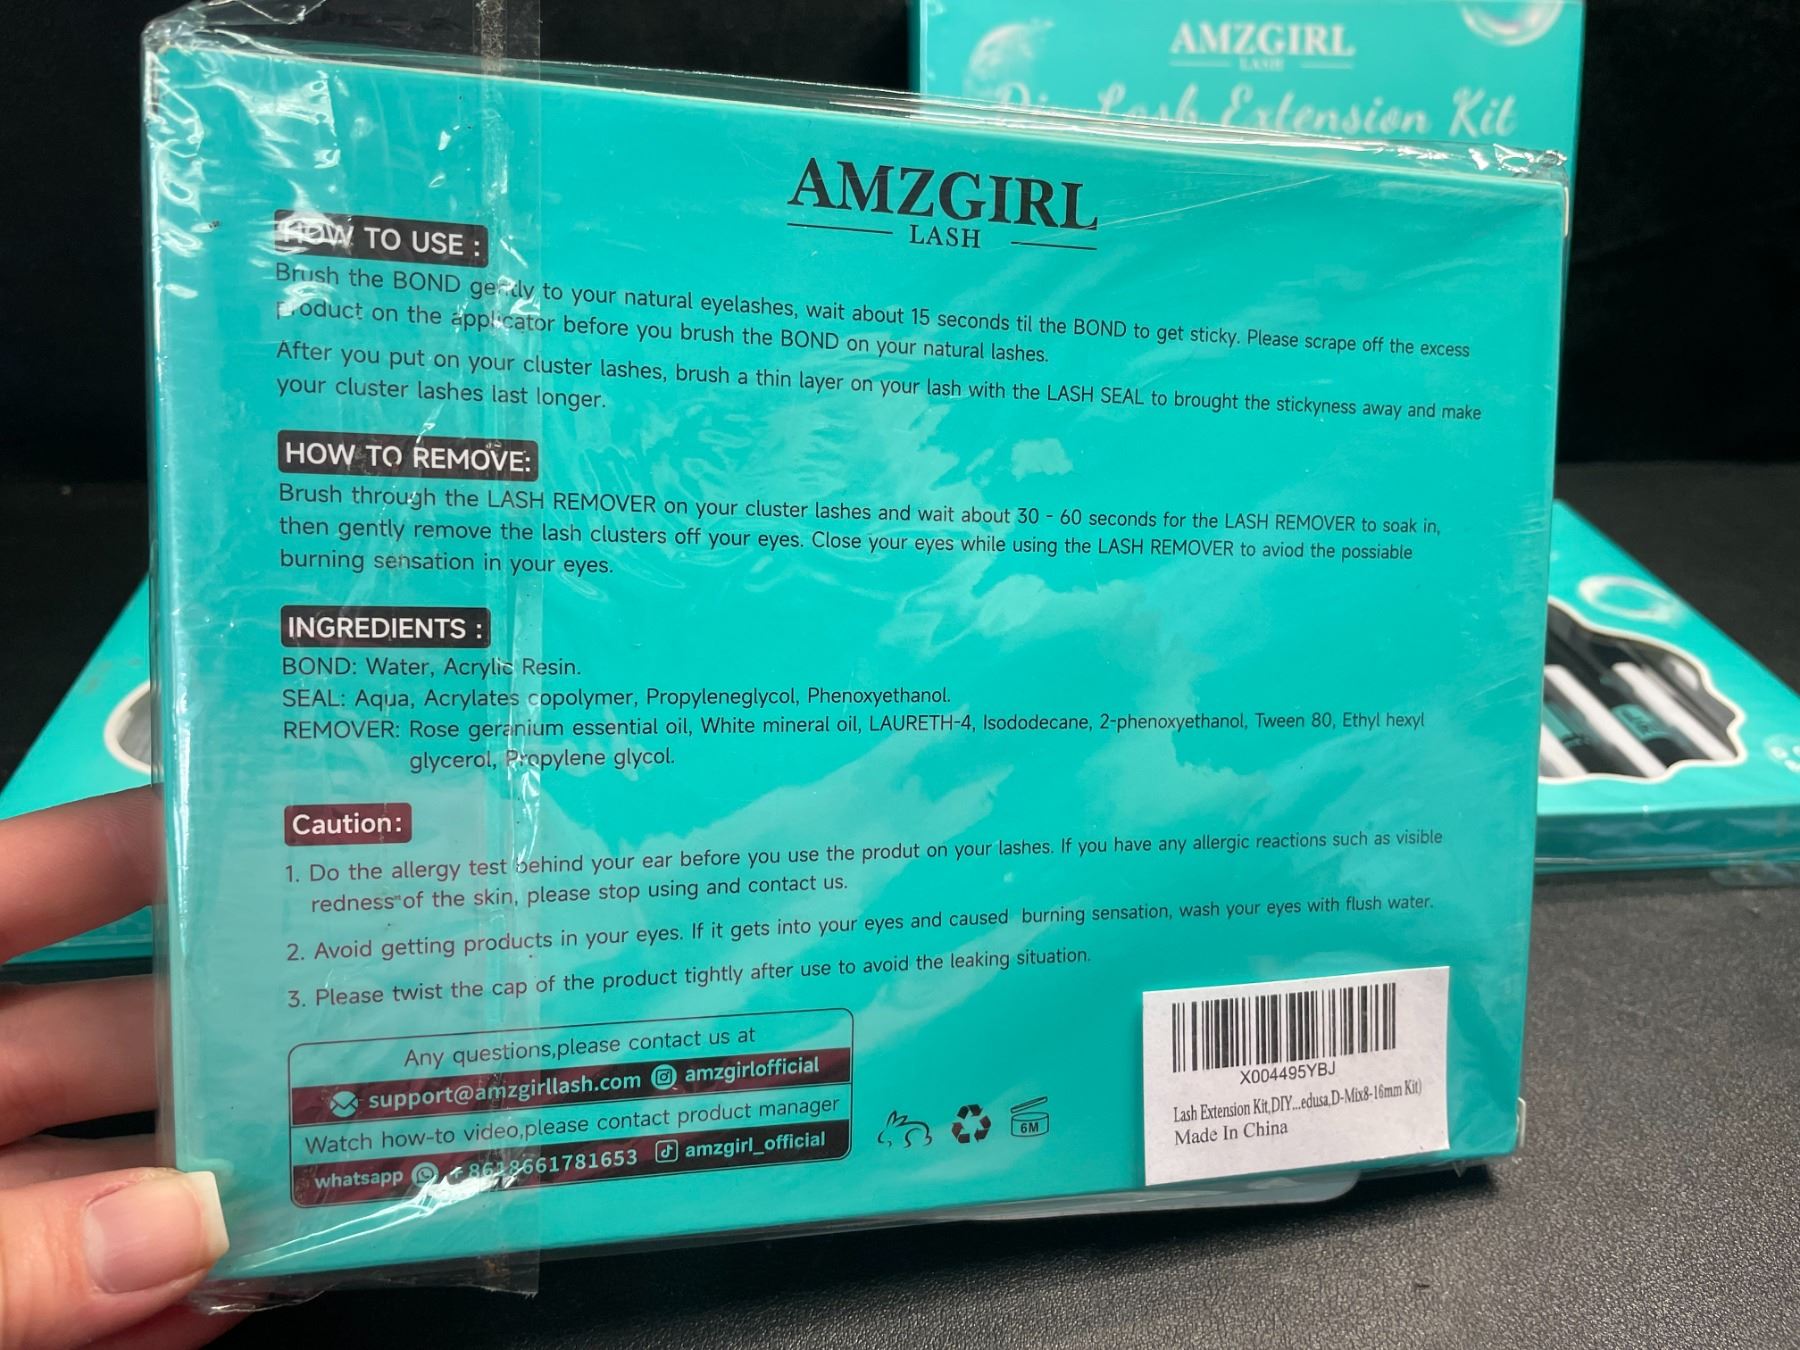 AMZGIRL
LASH
Diy Lash Extension Kit
AMZGIRL
LASH
HOW TO USE :
Brush the BOND gently to your natural eyelashes, wait about 15 seconds til the BOND to get sticky. Please scrape off the excess
product on the applicator before you brush the BOND on your natural lashes.
After you put on your cluster lashes, brush a thin layer on your lash with the LASH SEAL to brought the stickyness away and make
your cluster lashes last longer.
HOW TO REMOVE:
Brush through the LASH REMOVER on your cluster lashes and wait about 30 - 60 seconds for the LASH REMOVER to soak in,
then gently remove the lash clusters off your eyes. Close your eyes while using the LASH REMOVER to aviod the possiable
burning sensation in your eyes.
INGREDIENTS :
BOND: Water, Acrylic Resin.
SEAL: Aqua, Acrylates copolymer, Propyleneglycol, Phenoxyethanol.
REMOVER: Rose geranium essential oil, White mineral oil, LAURETH-4, Isododecane, 2-phenoxyethanol, Tween 80, Ethyl hexyl
glycerol, Propylene glycol.
Caution:
1. Do the allergy test behind your ear before you use the produt on your lashes. If you have any allergic reactions such as visible
redness of the skin, please stop using and contact us.
2. Avoid getting products in your eyes. If it gets into your eyes and caused burning sensation, wash your eyes with flush water.
3. Please twist the cap of the product tightly after use to avoid the leaking situation.
Any questions,please contact us at
support@amzgirllash.com amzgirlofficial
Watch how-to video,please contact product manager
whatsapp +8618661781653 amzgirl_official
6M
X004495YBJ
Lash Extension Kit,DIY...edusa,D-Mix8-16mm Kit)
Made In China